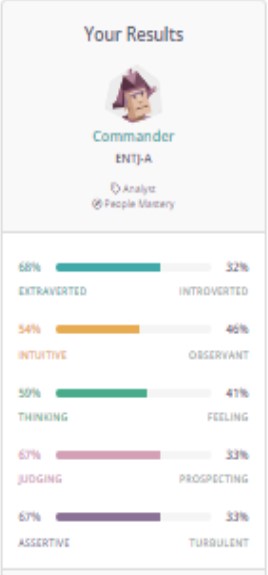 Your Results
Commander
ENTJ-A
Analyst
People Mastery
68% 32%
EXTRAVERTED INTROVERTED
54% 46%
INTUITIVE OBSERVANT
59% 41%
THINKING FEELING
67% 33%
JUDGING PROSPECTING
67% 33%
ASSERTIVE TURBULENT